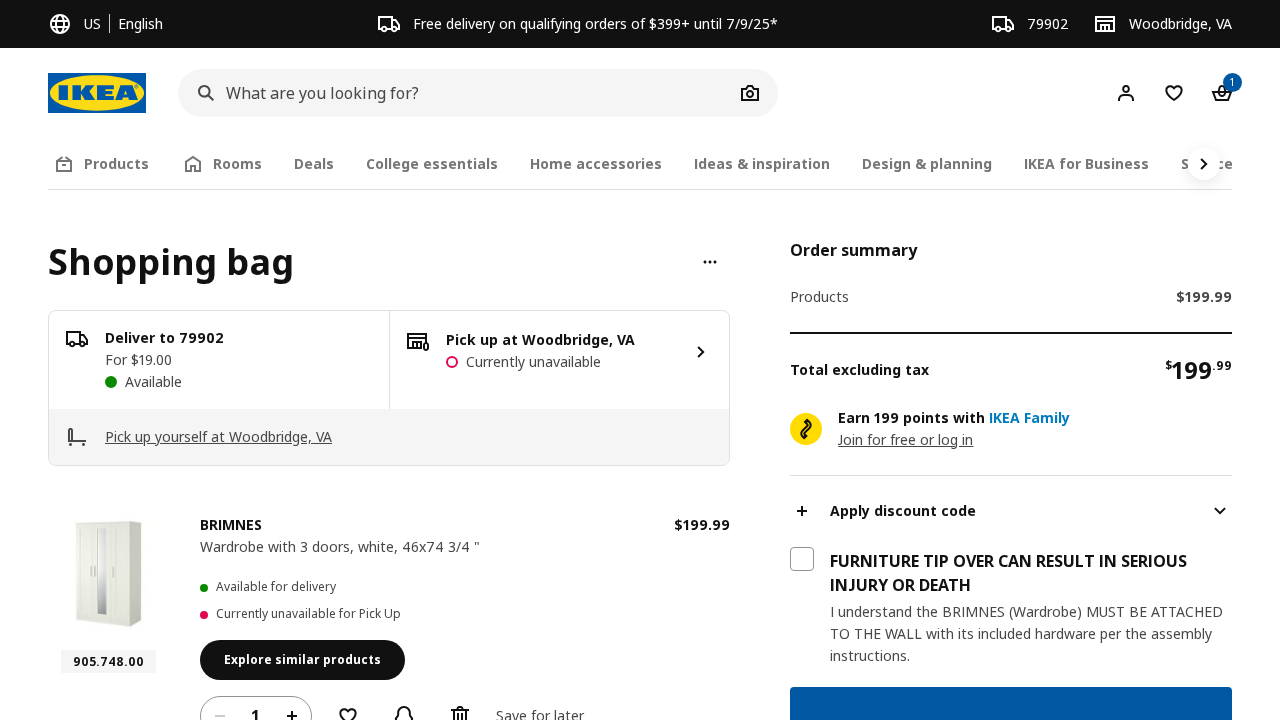 US English
Free delivery on qualifying orders of $399+ until 7/9/25*
79902
Woodbridge, VA
IKEA
What are you looking for?
1
Products
Rooms
Deals
College essentials
Home accessories
Ideas & inspiration
Design & planning
IKEA for Business
Shopping bag
Deliver to 79902
For $19.00
Available
Pick up at Woodbridge, VA
Currently unavailable
Pick up yourself at Woodbridge, VA
BRIMNES
$199.99
Wardrobe with 3 doors, white, 46x74 3/4 "
Available for delivery
Currently unavailable for Pick Up
905.748.00
Explore similar products
1
Save for later
Order summary
Products
$199.99
Total excluding tax
$199.99
Earn 199 points with IKEA Family
Join for free or log in
Apply discount code
FURNITURE TIP OVER CAN RESULT IN SERIOUS
INJURY OR DEATH
I understand the BRIMNES (Wardrobe) MUST BE ATTACHED
TO THE WALL with its included hardware per the assembly
instructions.